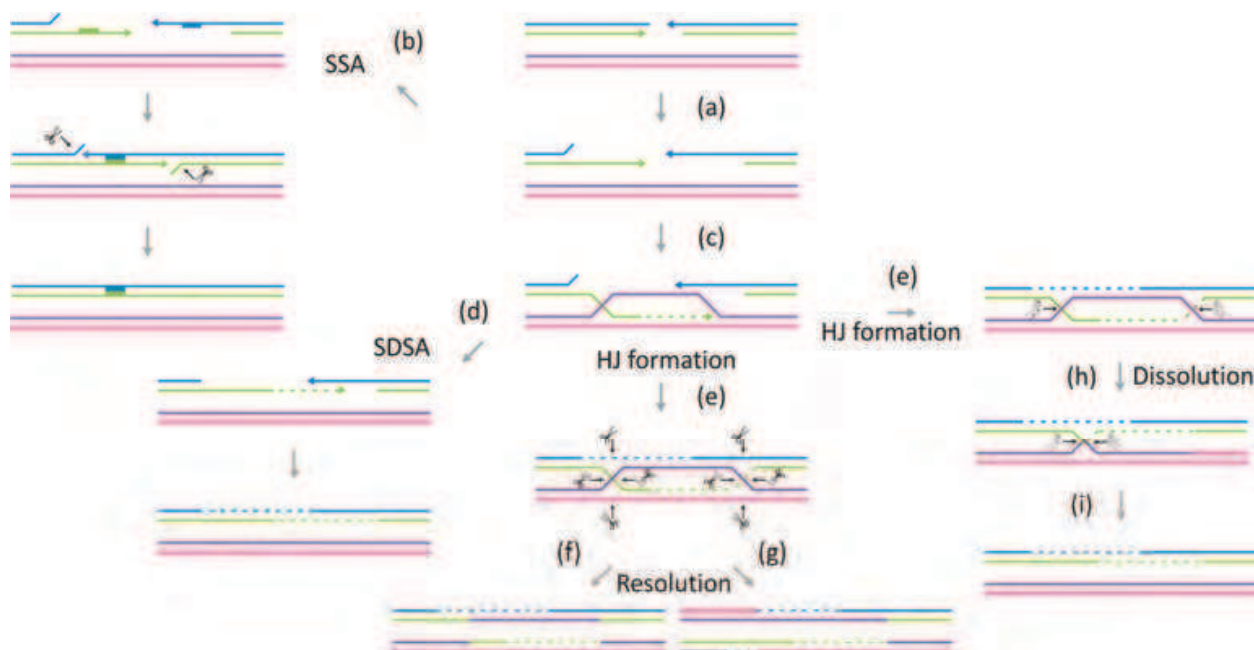 (b)
SSA
(a)
(c)
(d)
SDSA
(e)
HJ formation
HJ formation
(e)
(h) Dissolution
(i)
(f)
(g)
Resolution